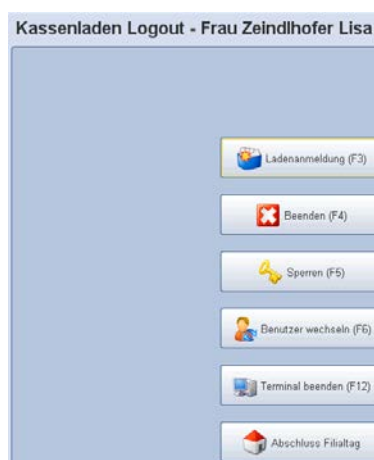 Kassenladen Logout - Frau Zeindlhofer Lisa
Ladenanmeldung (F3)
Beenden (F4)
Sperren (F5)
Benutzer wechseln (F6)
Terminal beenden (F12)
Abschluss Filialtag